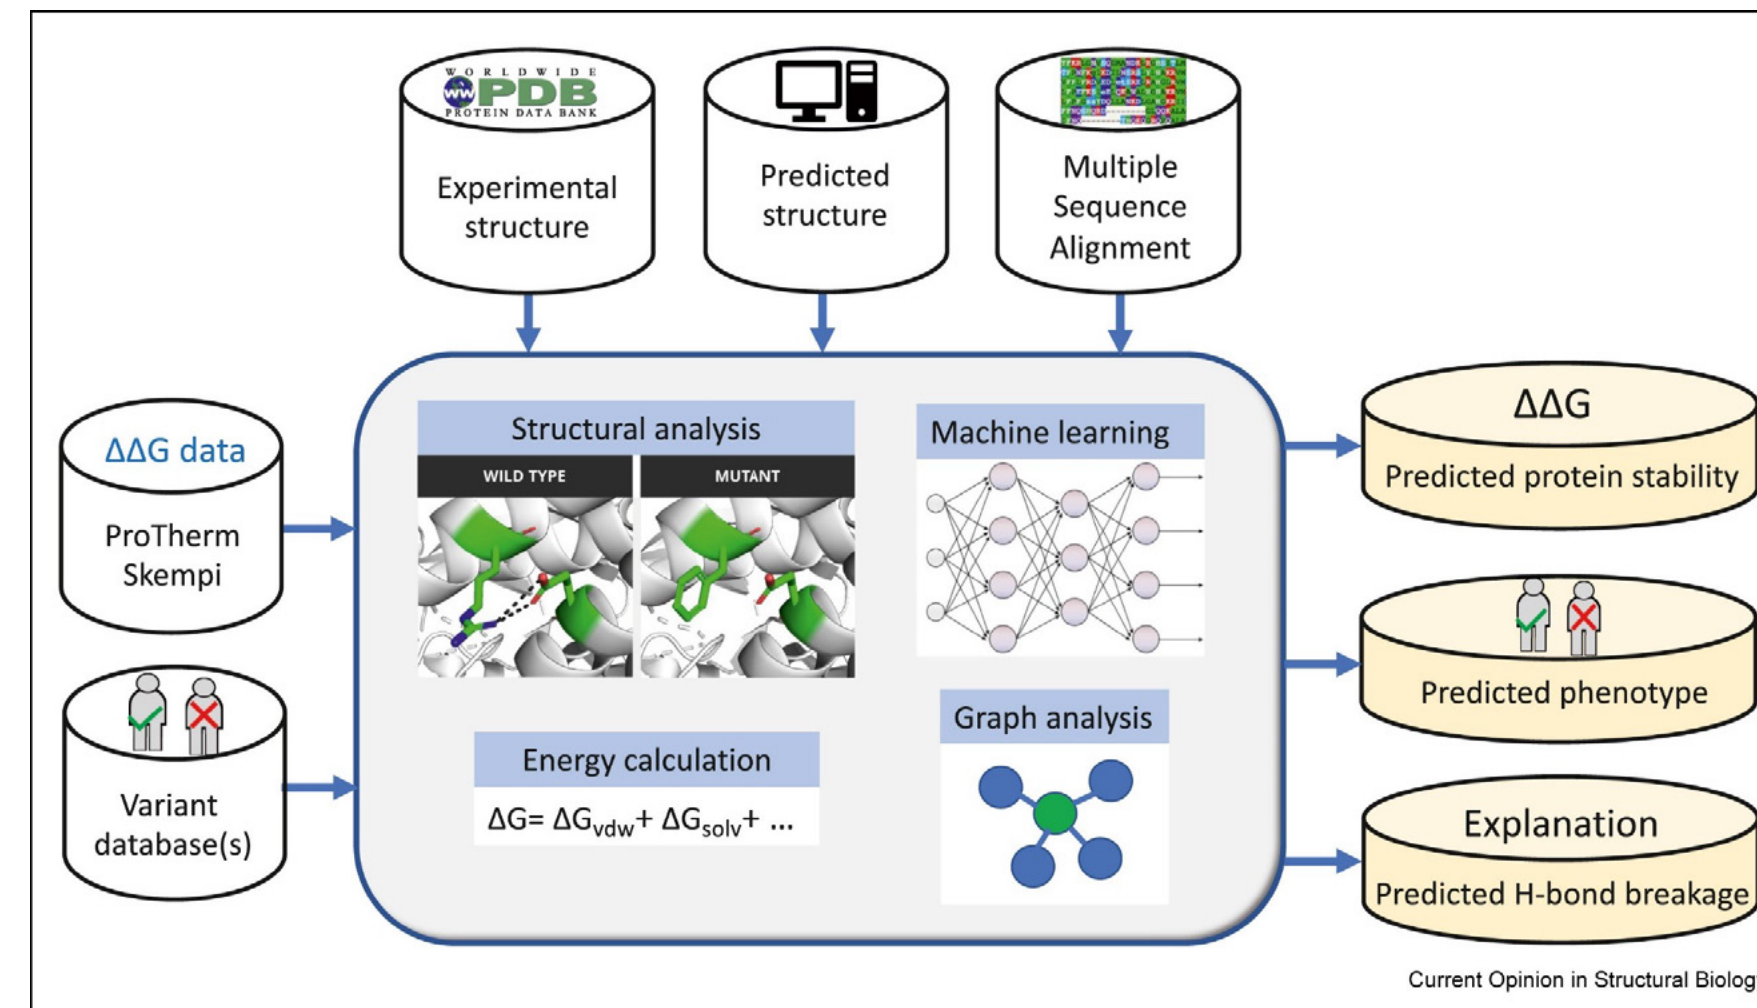 WORLDWIDE
ww PDB
PROTEIN DATA BANK
Experimental
structure
Predicted
structure
Multiple
Sequence
Alignment
ΔΔG data
ProTherm
Skempi
Variant
database(s)
Structural analysis
WILD TYPE
MUTANT
Energy calculation
ΔG= ΔGvdw+ ΔGsolv+ ...
Machine learning
Graph analysis
ΔΔG
Predicted protein stability
Predicted phenotype
Explanation
Predicted H-bond breakage
Current Opinion in Structural Biology